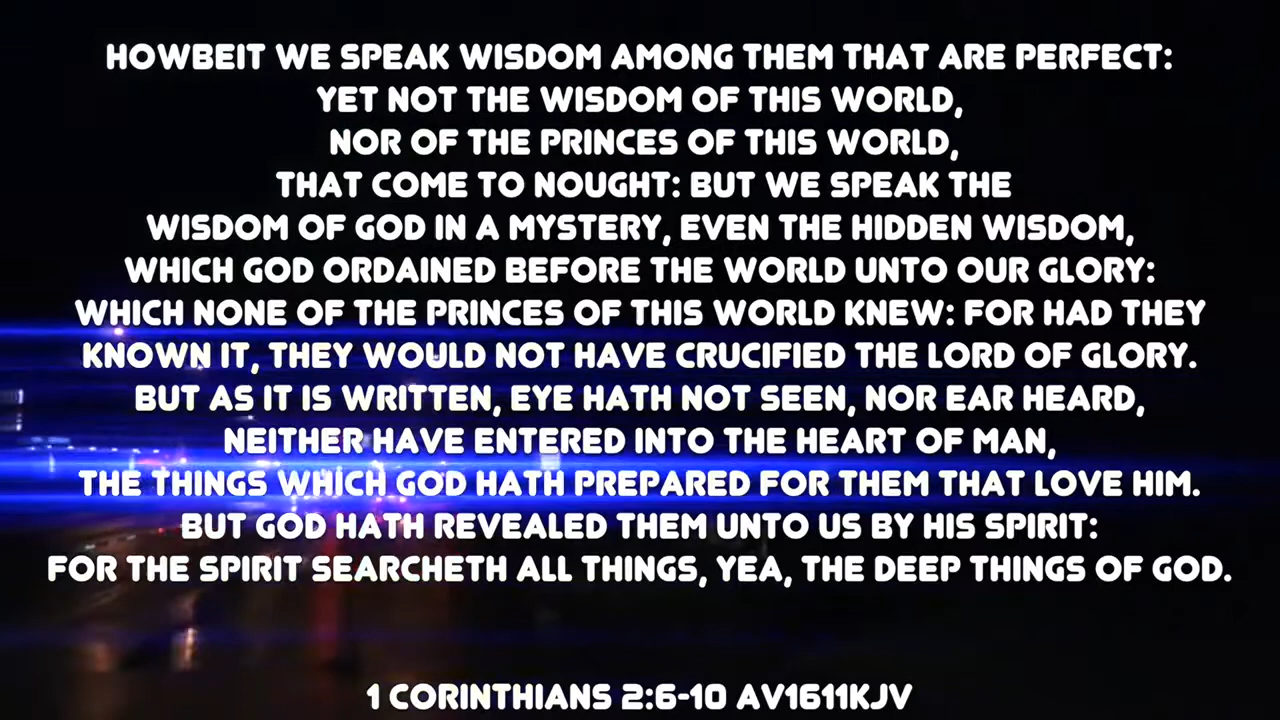 HOWBEIT WE SPEAK WISDOM AMONG THEM THAT ARE PERFECT:
YET NOT THE WISDOM OF THIS WORLD,
NOR OF THE PRINCES OF THIS WORLD,
THAT COME TO NOUGHT: BUT WE SPEAK THE
WISDOM OF GOD IN A MYSTERY, EVEN THE HIDDEN WISDOM,
WHICH GOD ORDAINED BEFORE THE WORLD UNTO OUR GLORY:
WHICH NONE OF THE PRINCES OF THIS WORLD KNEW: FOR HAD THEY
KNOWN IT, THEY WOULD NOT HAVE CRUCIFIED THE LORD OF GLORY.
BUT AS IT IS WRITTEN, EYE HATH NOT SEEN, NOR EAR HEARD,
NEITHER HAVE ENTERED INTO THE HEART OF MAN,
THE THINGS WHICH GOD HATH PREPARED FOR THEM THAT LOVE HIM.
BUT GOD HATH REVEALED THEM UNTO US BY HIS SPIRIT:
FOR THE SPIRIT SEARCHETH ALL THINGS, YEA, THE DEEP THINGS OF GOD.
1 CORINTHIANS 2:6-10 AV1611KJV